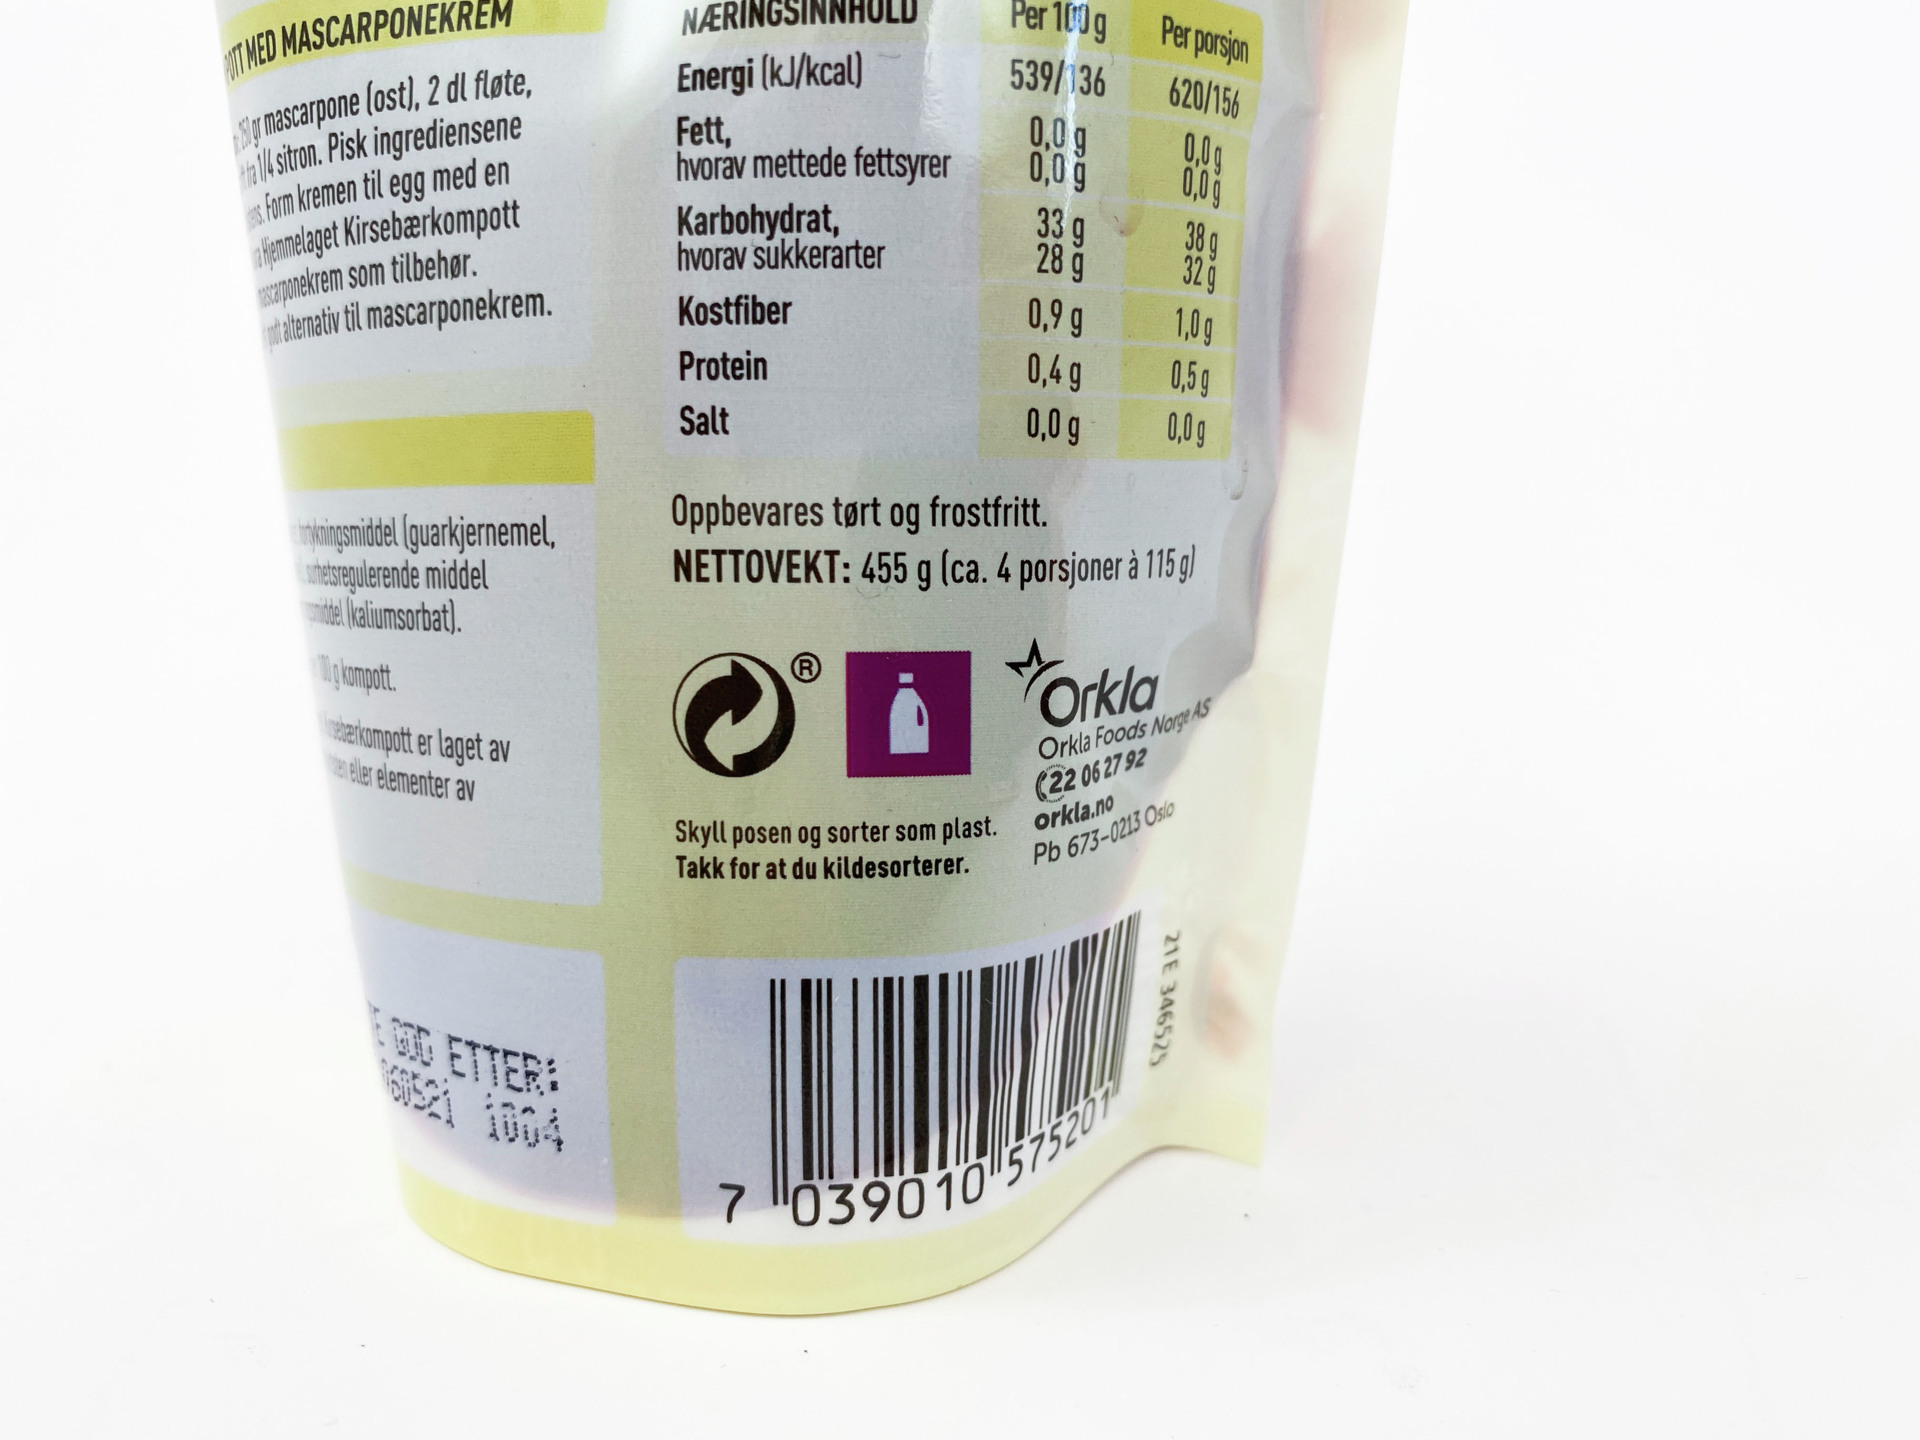 MED MASCARPONEKREM
gr mascarpone (ost), 2 dl fløte,
fra 1/4 sitron. Pisk ingrediensene
Form kremen til egg med en
Hjemmelaget Kirsebærkompott
mascarponekrem som tilbehør.
godt alternativ til mascarponekrem.
fortykningsmiddel (guarkjernemel,
surhetsregulerende middel
(kaliumsorbat).
100 g kompott.
Kirsebærkompott er laget av
eller elementer av
GOD ETTER:
060521 1004
NÆRINGSINNHOLD Per 100 g Per porsjon
Energi (kJ/kcal) 539/136 620/156
Fett, 0,0 g 0,0 g
hvorav mettede fettsyrer 0,0 g 0,0 g
Karbohydrat, 33 g 38 g
hvorav sukkerarter 28 g 32 g
Kostfiber 0,9 g 1,0 g
Protein 0,4 g 0,5 g
Salt 0,0 g 0,0 g
Oppbevares tørt og frostfritt.
NETTOVEKT: 455 g (ca. 4 porsjoner à 115 g)
®
Skyll posen og sorter som plast.
Takk for at du kildesorterer.
Orkla
Orkla Foods Norge AS
22 06 27 92
orkla.no
Pb 673-0213 Oslo
21E 346525
7 039010 575201